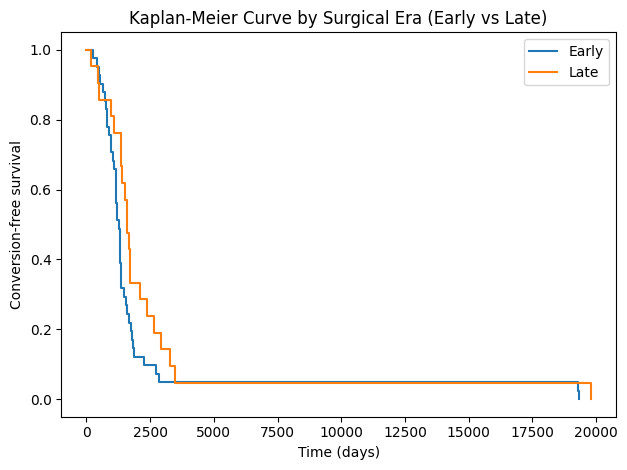 Kaplan-Meier Curve by Surgical Era (Early vs Late)
Early
Late
Conversion-free survival
1.0
0.8
0.6
0.4
0.2
0.0
0 2500 5000 7500 10000 12500 15000 17500 20000
Time (days)